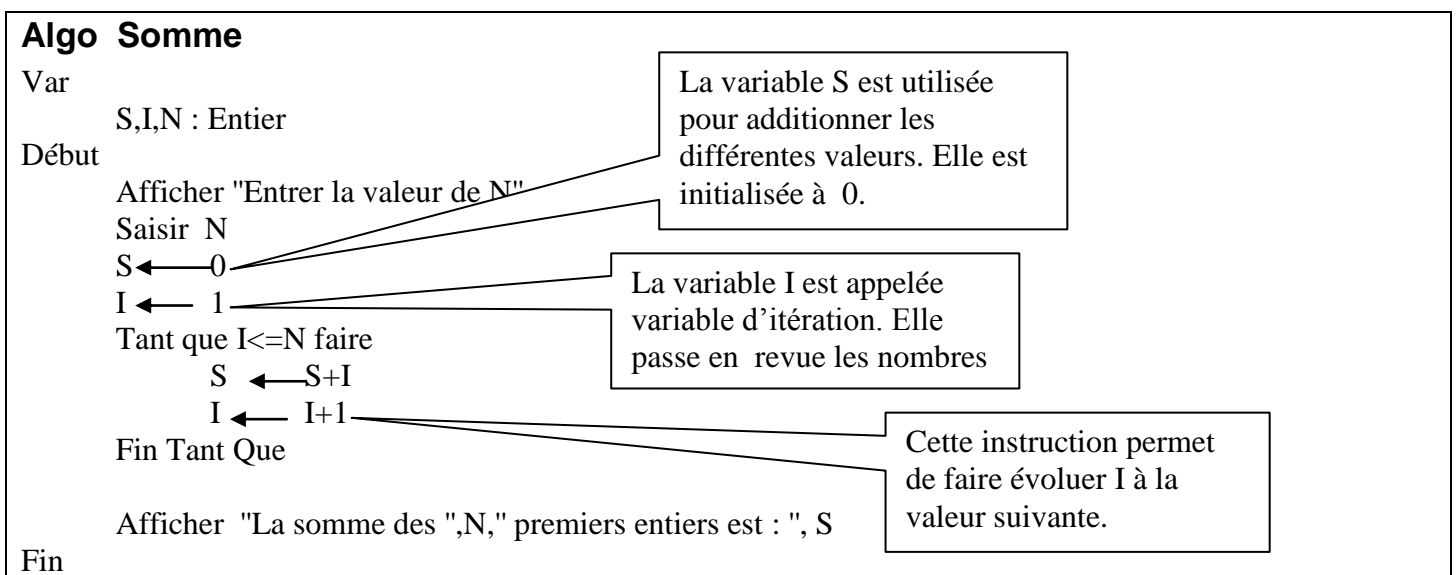 Algo Somme
Var
S,I,N : Entier
Début
Afficher "Entrer la valeur de N"
Saisir N
S ← 0
I ← 1
Tant que I<=N faire
S ← S+I
I ← I+1
Fin Tant Que
Afficher "La somme des ",N," premiers entiers est : ", S
Fin
La variable S est utilisée
pour additionner les
différentes valeurs. Elle est
initialisée à 0.
La variable I est appelée
variable d’itération. Elle
passe en revue les nombres
Cette instruction permet
de faire évoluer I à la
valeur suivante.